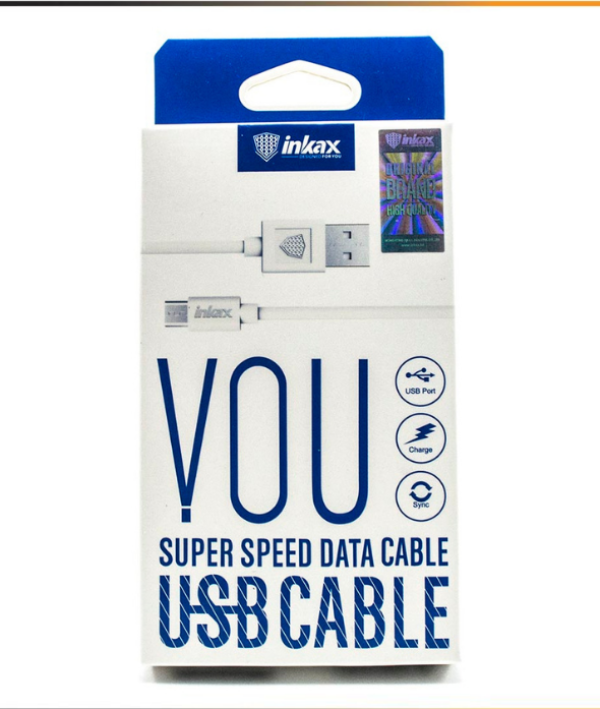 inkax
DESIGNED FOR YOU
inkax
ORIGINAL
BRAND
HIGH QUALITY
inkax
YOU
USB Port
Charge
Sync
SUPER SPEED DATA CABLE
USB CABLE